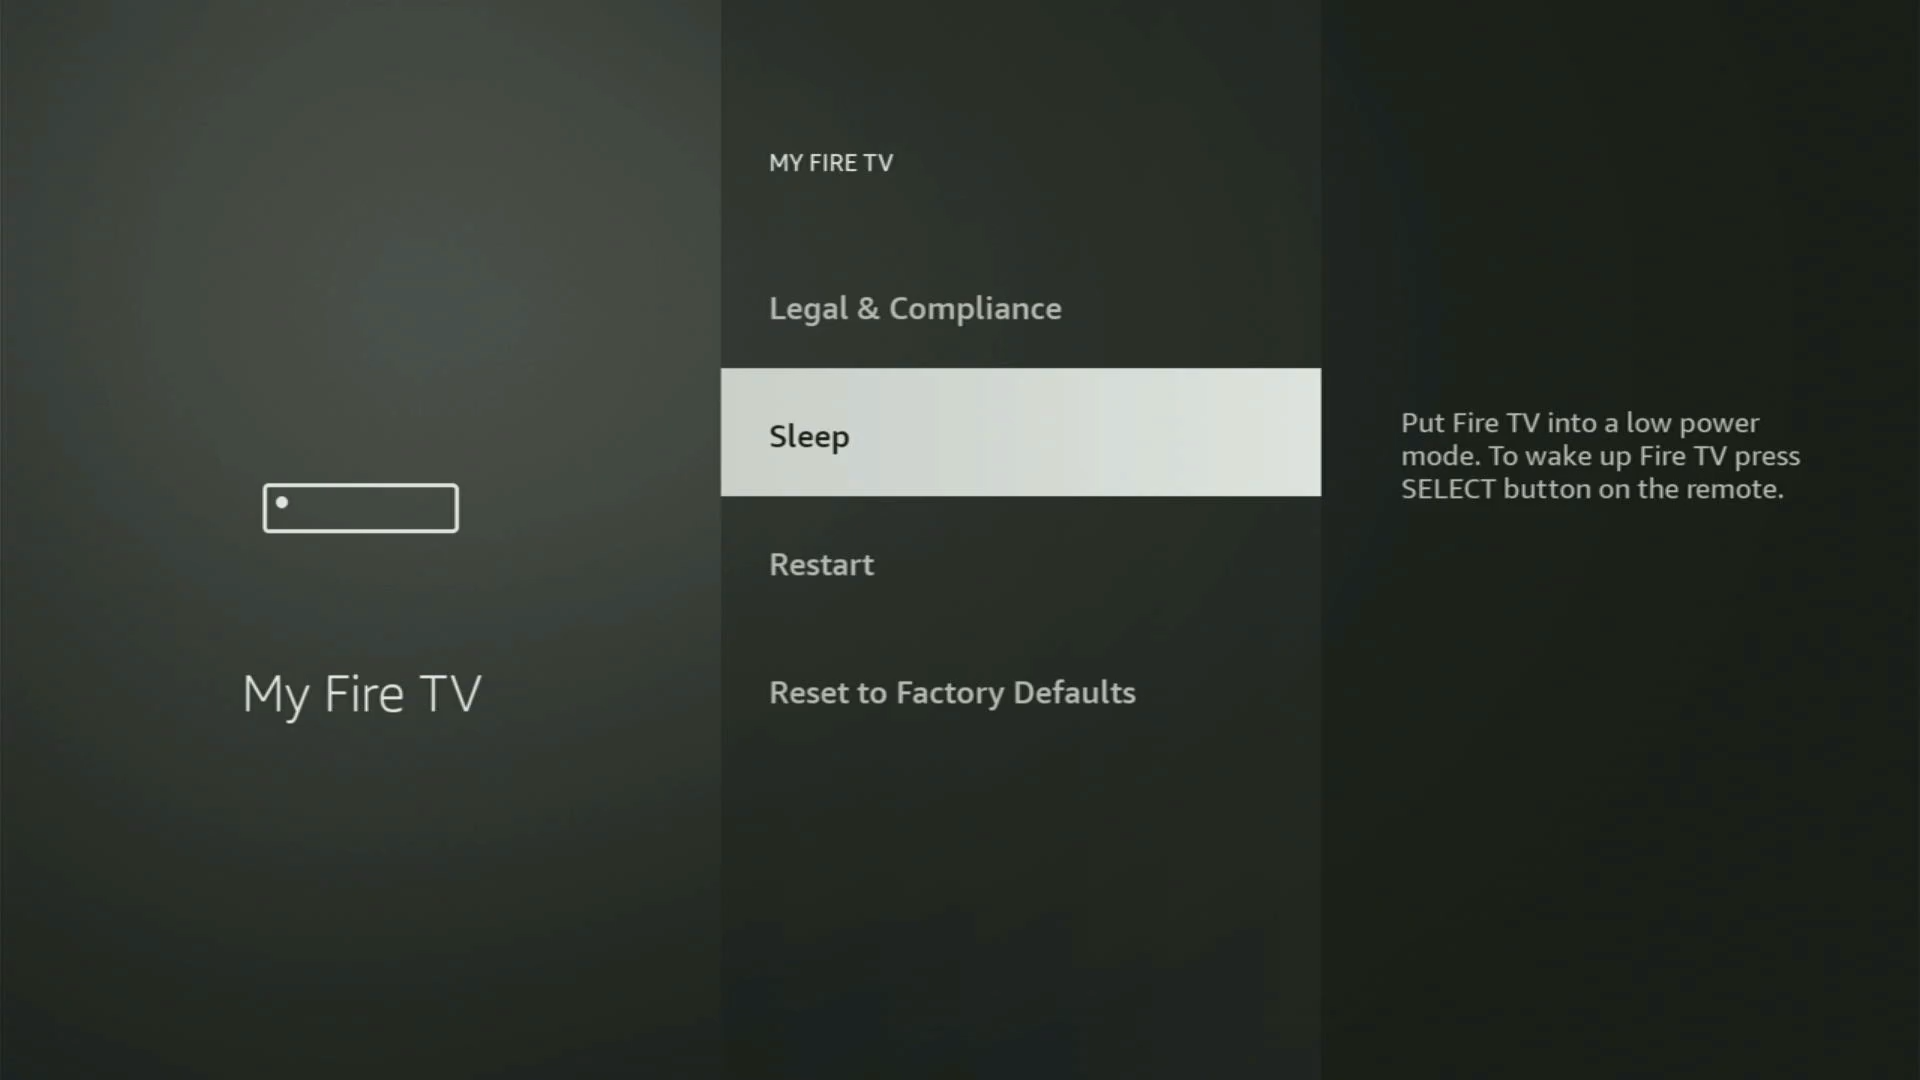 My Fire TV
MY FIRE TV
Legal & Compliance
Sleep
Restart
Reset to Factory Defaults
Put Fire TV into a low power
mode. To wake up Fire TV press
SELECT button on the remote.